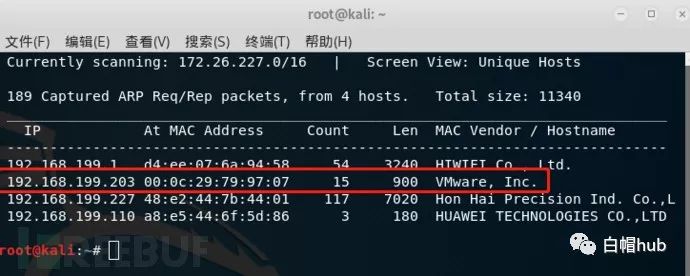 root@kali: ~
文件(F) 编辑(E) 查看(V) 搜索(S) 终端(T) 帮助(H)
Currently scanning: 172.26.227.0/16 | Screen View: Unique Hosts
189 Captured ARP Req/Rep packets, from 4 hosts. Total size: 11340
IP At MAC Address Count Len MAC Vendor / Hostname
192.168.199.1 d4:ee:07:6a:94:58 54 3240 HIWIFI Co., Ltd.
192.168.199.203 00:0c:29:79:97:07 15 900 VMware, Inc.
192.168.199.227 48:e2:44:7b:71:0c 117 7020 Hon Hai Precision Ind. Co.,L
192.168.199.110 a8:e5:44:6f:5d:86 3 180 HUAWEI TECHNOLOGIES CO.,LTD
root@kali:~#
REEBUF
白帽hub